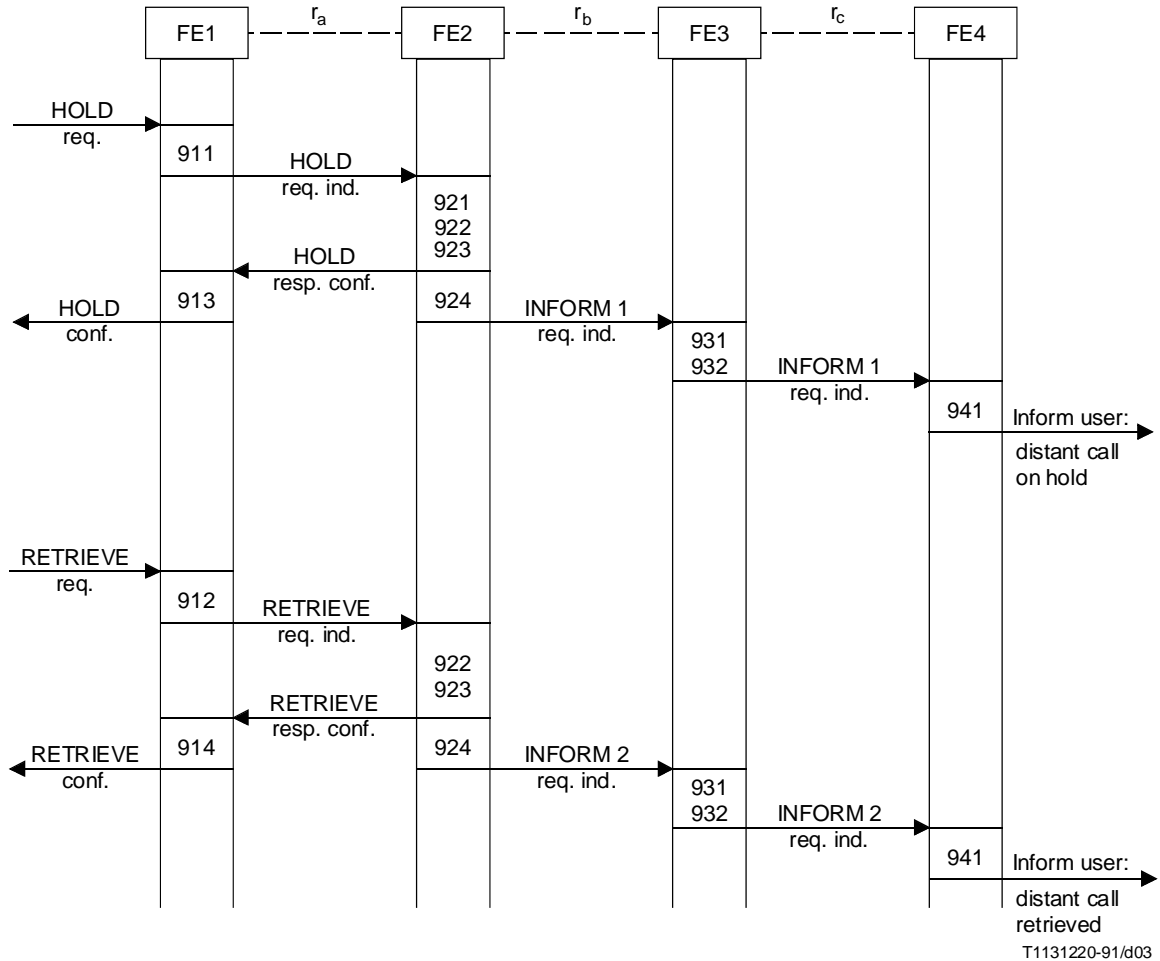 r_a
r_b
r_c
FE1
FE2
FE3
FE4
HOLD
req.
911
HOLD
req. ind.
921
922
923
HOLD
resp. conf.
913
924
HOLD
conf.
INFORM 1
req. ind.
931
932
INFORM 1
req. ind.
941
Inform user:
distant call
on hold
RETRIEVE
req.
912
RETRIEVE
req. ind.
922
923
RETRIEVE
resp. conf.
914
924
RETRIEVE
conf.
INFORM 2
req. ind.
931
932
INFORM 2
req. ind.
941
Inform user:
distant call
retrieved
T1131220-91/d03